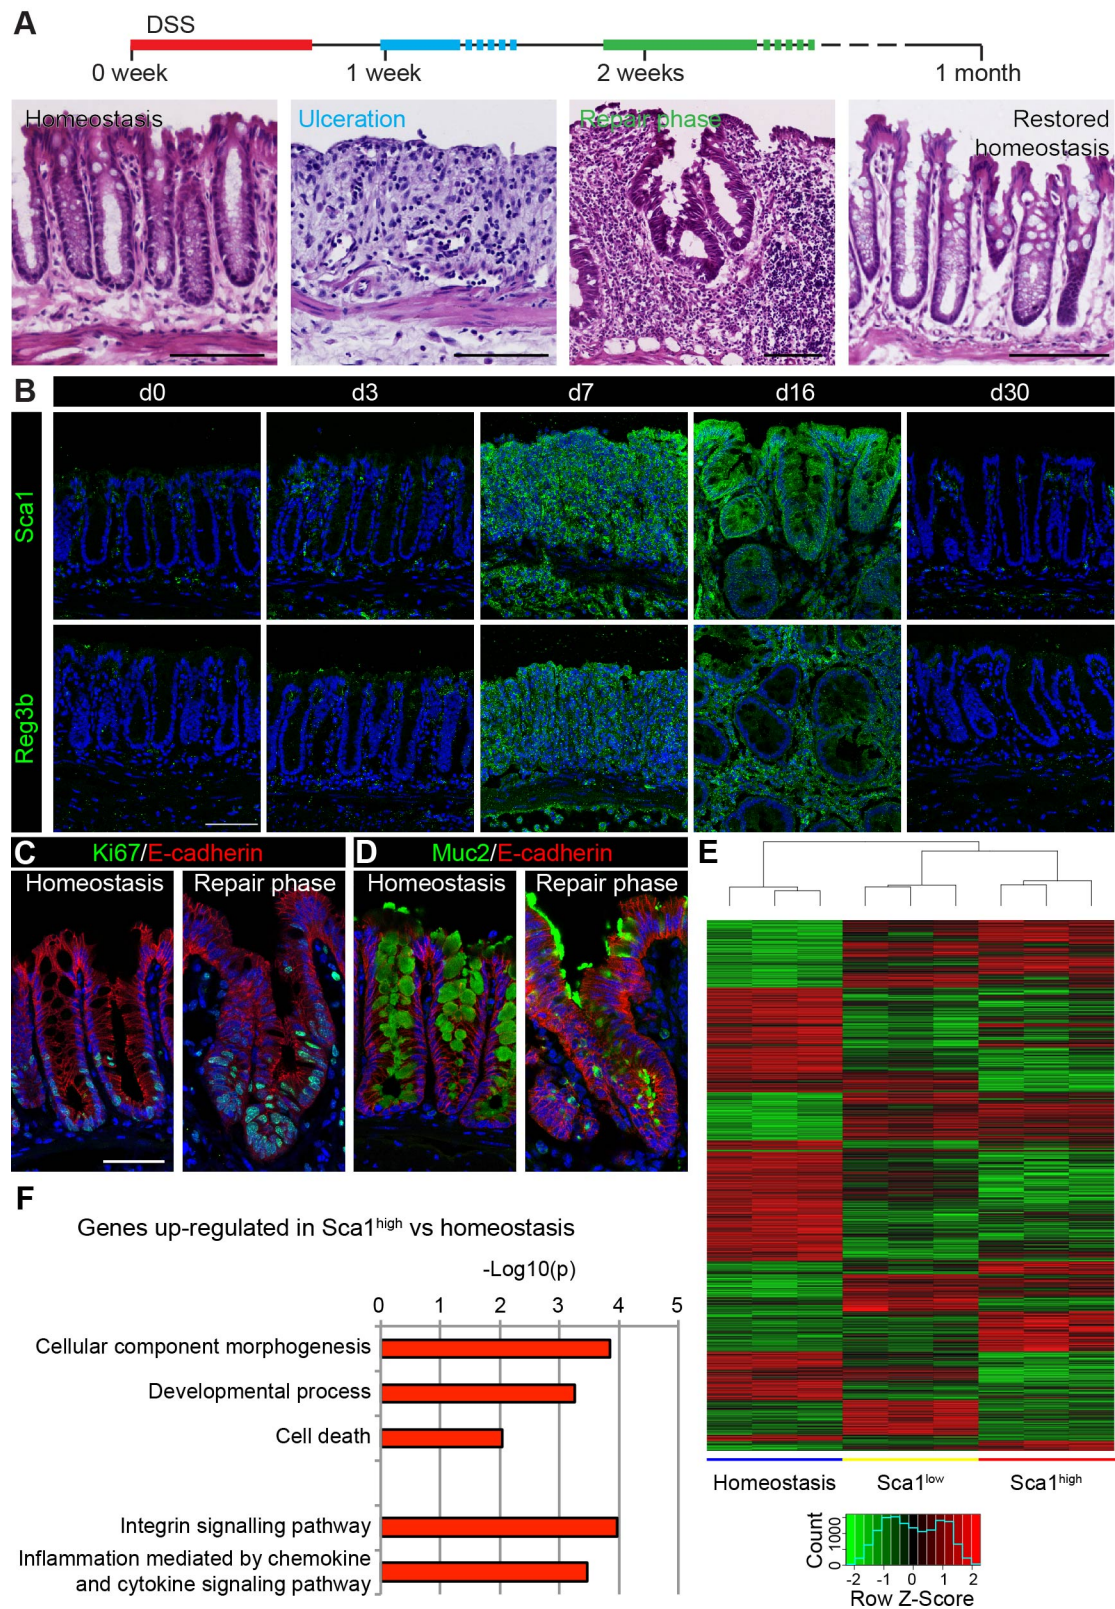 A
DSS
0 week
1 week
2 weeks
1 month
Homeostasis
Ulceration
Repair phase
Restored
homeostasis
B
d0
d3
d7
d16
d30
Sca1
Reg3b
C
Ki67/E-cadherin
Homeostasis
Repair phase
D
Muc2/E-cadherin
Homeostasis
Repair phase
E
Homeostasis
Sca1low
Sca1high
Count
0 1000
-2 -1 0 1 2
Row Z-Score
F
Genes up-regulated in Sca1high vs homeostasis
-Log10(p)
0 1 2 3 4 5
Cellular component morphogenesis
Developmental process
Cell death
Integrin signalling pathway
Inflammation mediated by chemokine
and cytokine signaling pathway